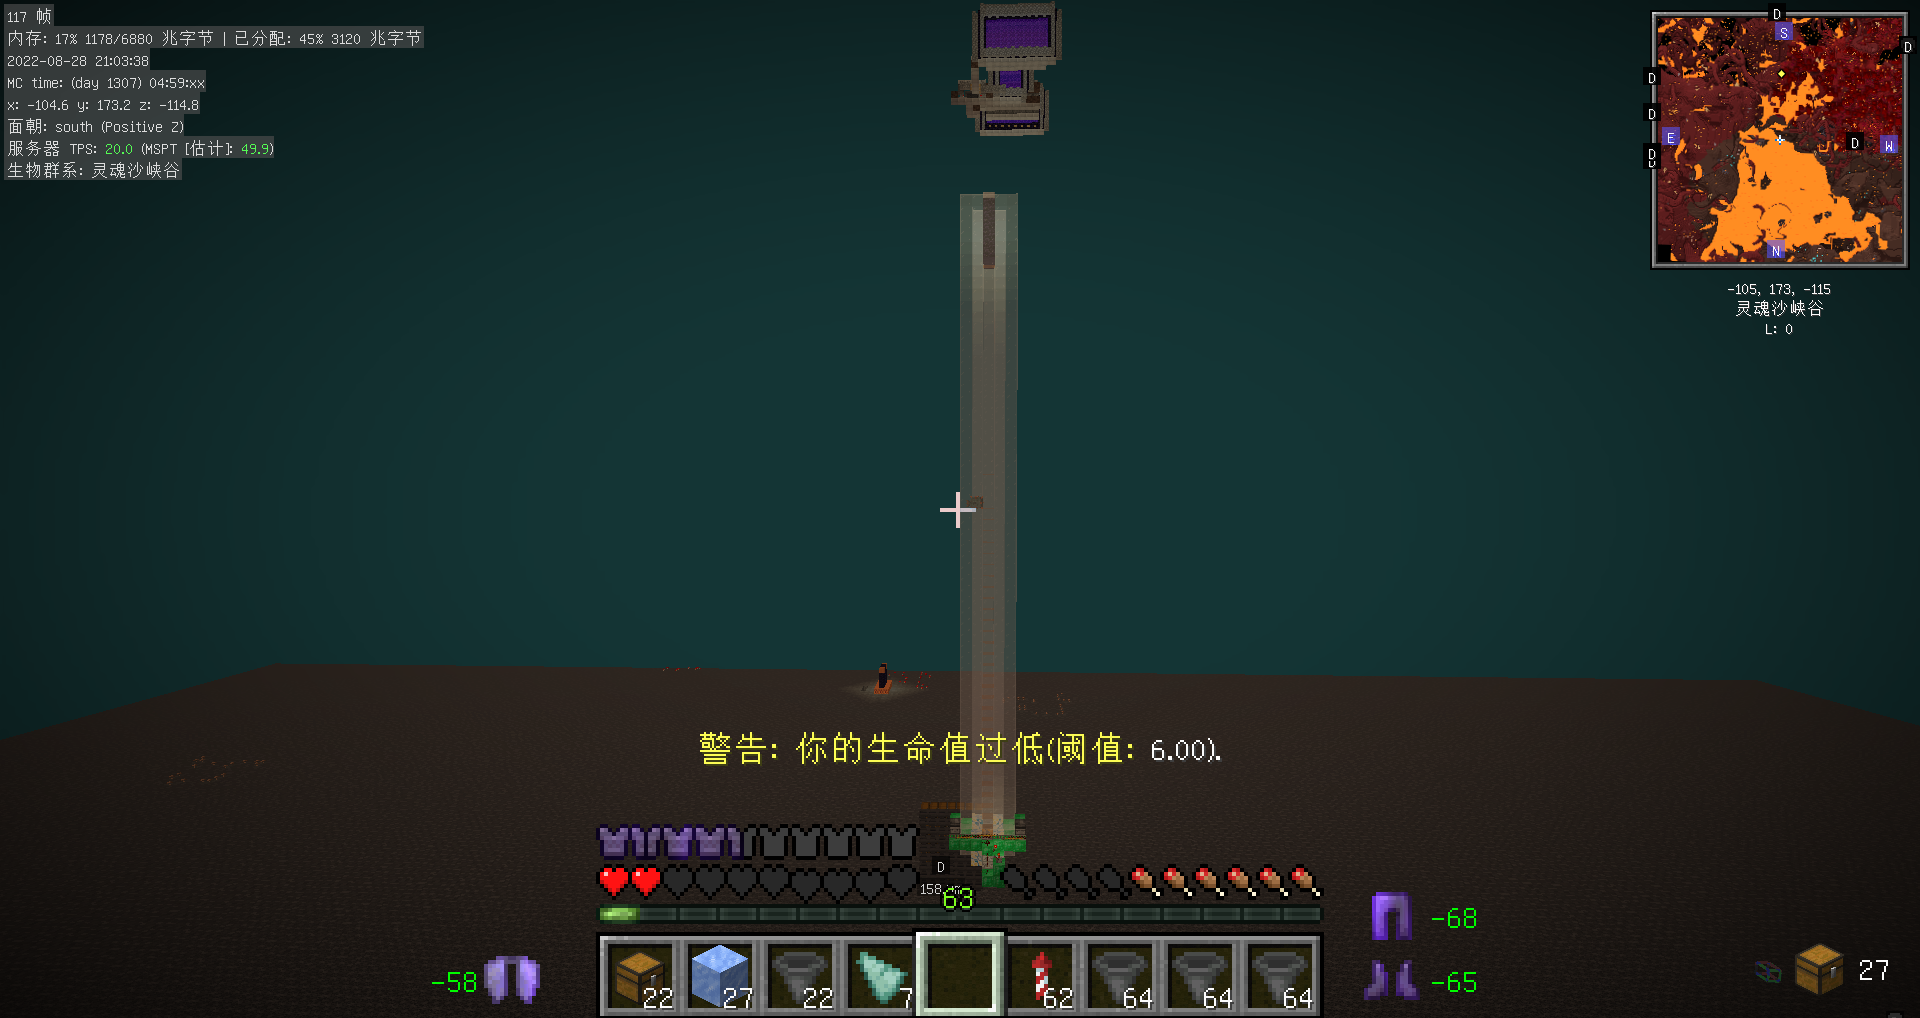 117 帧
内存: 17% 1178/6880 兆字节 | 已分配: 45% 3120 兆字节
2022-08-28 21:03:38
MC time: (day 1307) 04:59:xx
x: -104.6 y: 173.2 z: -114.8
面朝: south (Positive Z)
服务器 TPS: 20.0 (MSPT [估计]: 49.9)
生物群系: 灵魂沙峡谷
D
S
D
D
D
E
D
W
D
N
-105, 173, -115
灵魂沙峡谷
L: 0
警告: 你的生命值过低(阈值: 6.00).
D
63
-68
-58
-65
22
27
22
7
62
64
64
64
27